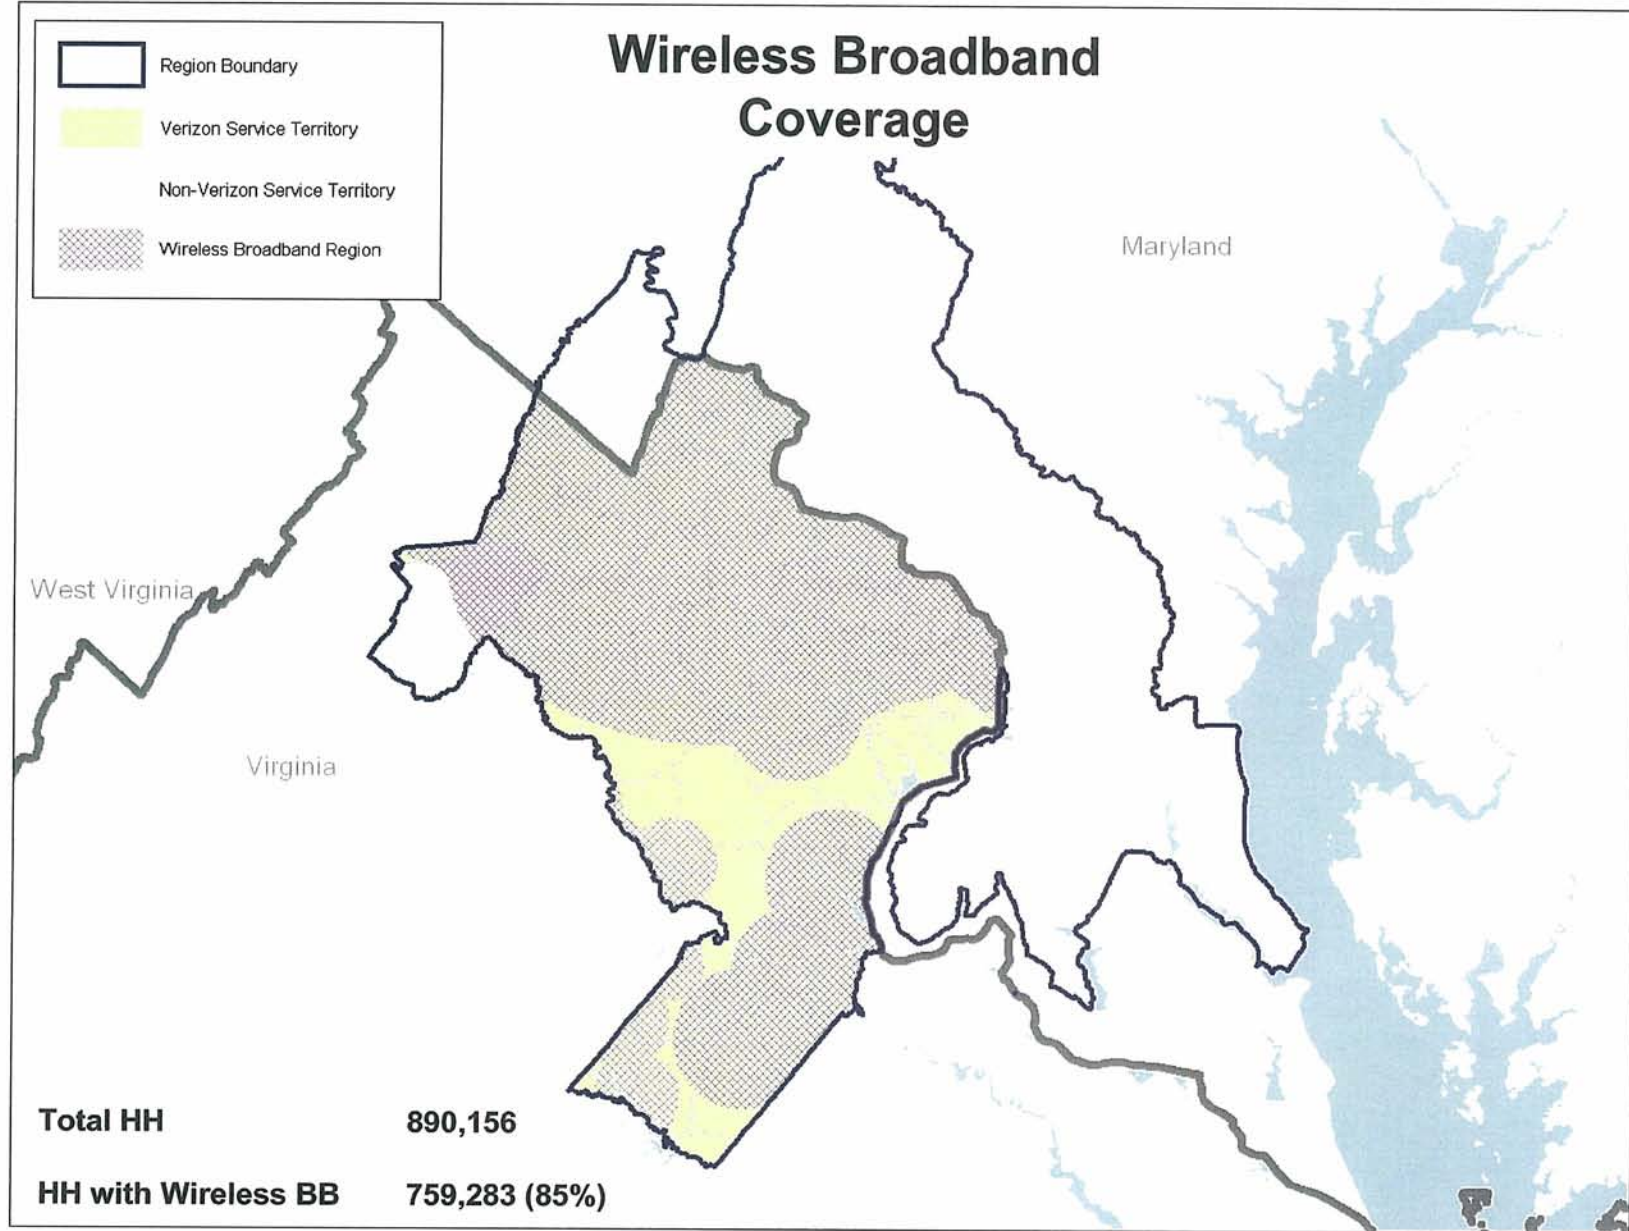 Wireless Broadband
Coverage
Region Boundary
Verizon Service Territory
Non-Verizon Service Territory
Wireless Broadband Region
Maryland
West Virginia
Virginia
Total HH 890,156
HH with Wireless BB 759,283 (85%)